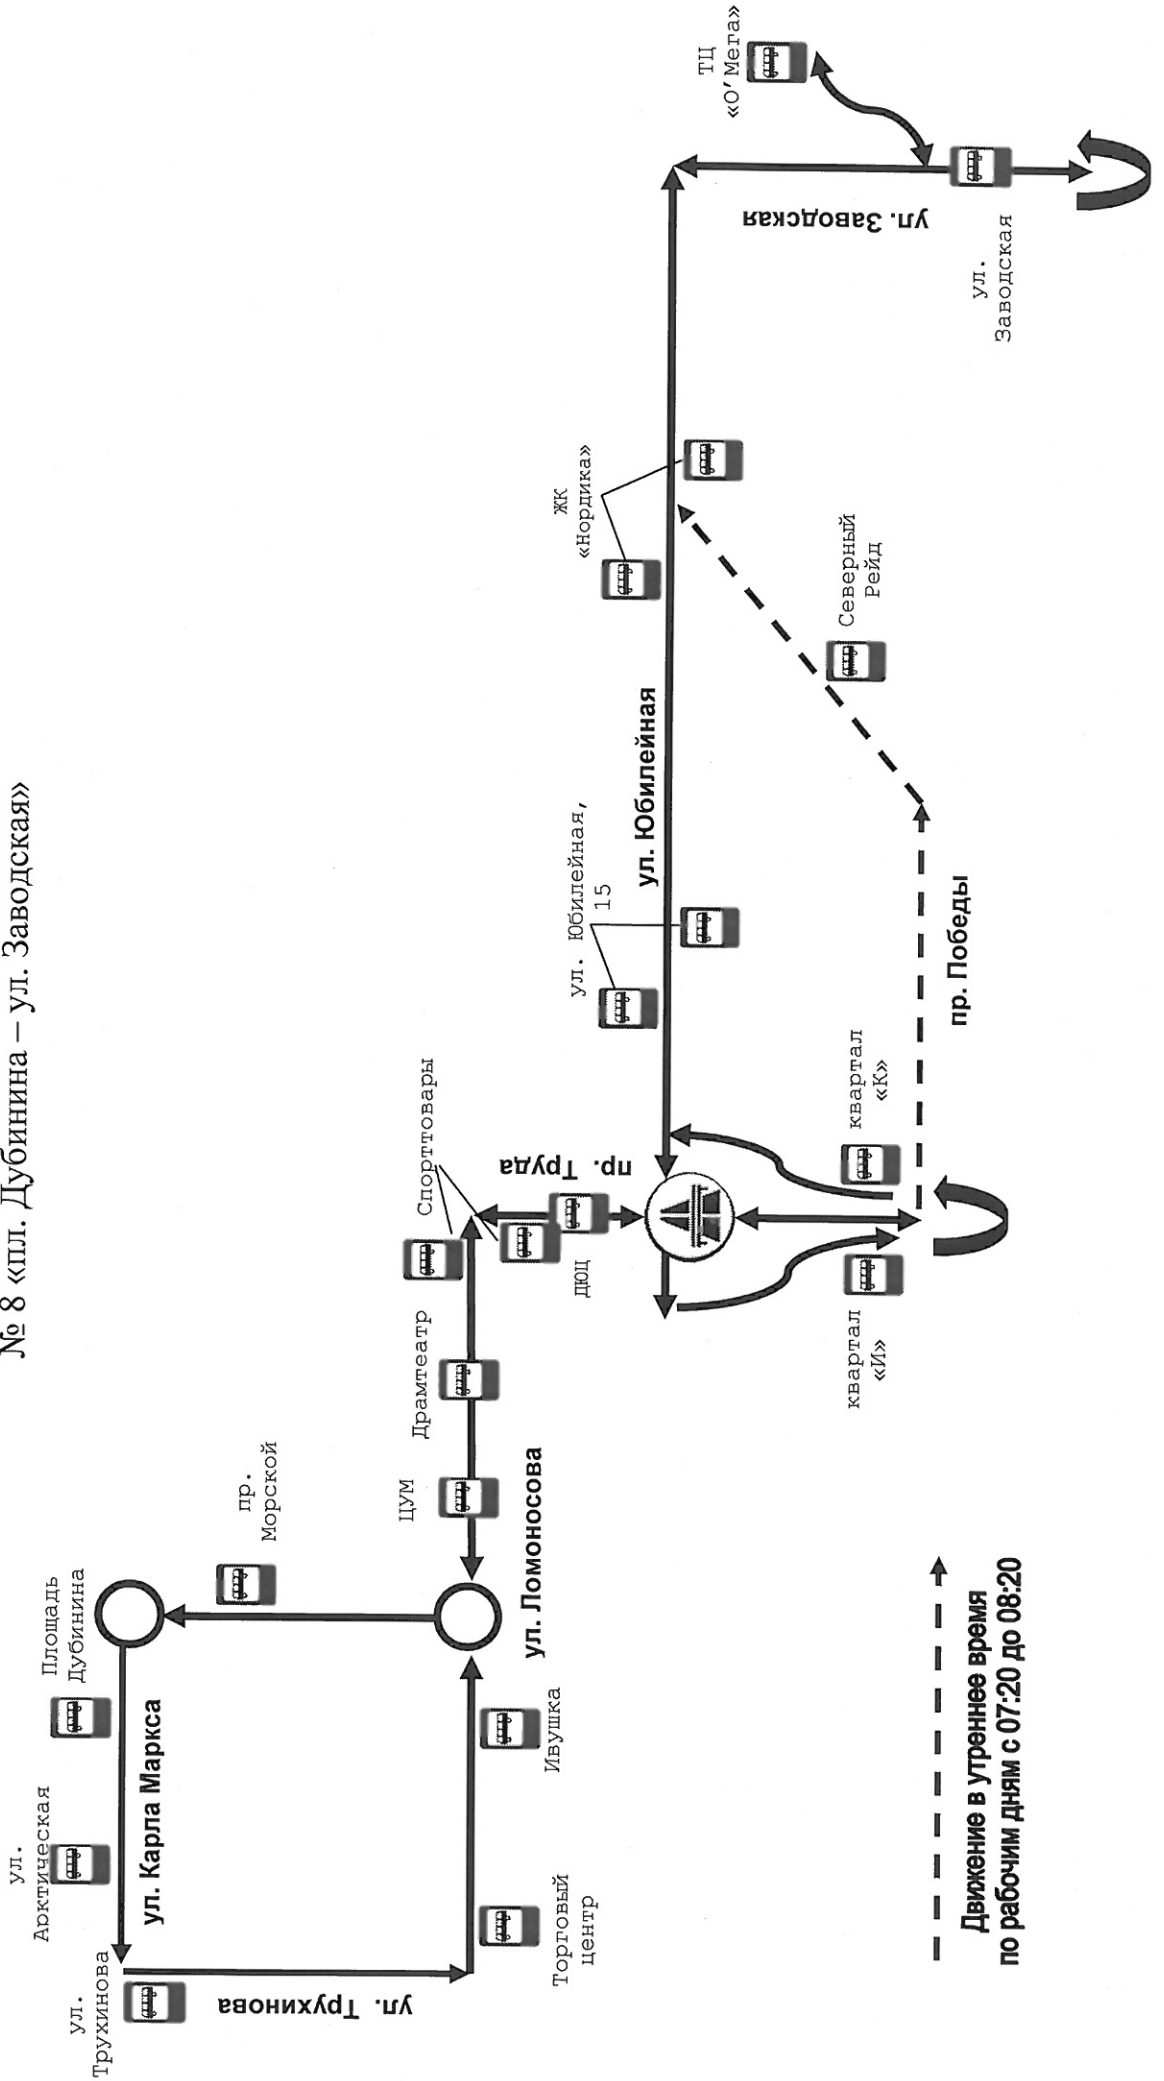 № 8 «пл. Дубинина – ул. Заводская»
ул.
Арктическая
Площадь
Дубинина
ул.
Трухинова
ул. Карла Маркса
пр.
Морской
ул. Трухинова
ЦУМ
Драмтеатр
Спорттовары
пр. Труда
ул. Ломоносова
Торговый
центр
Ивушка
ДЮЦ
ул. Юбилейная,
15
ул. Юбилейная
ЖК
«Нордика»
ТЦ
«О’Мега»
ул. Заводская
ул.
Заводская
квартал
«И»
квартал
«К»
Северный
Рейд
пр. Победы
Движение в утреннее время
по рабочим дням с 07:20 до 08:20